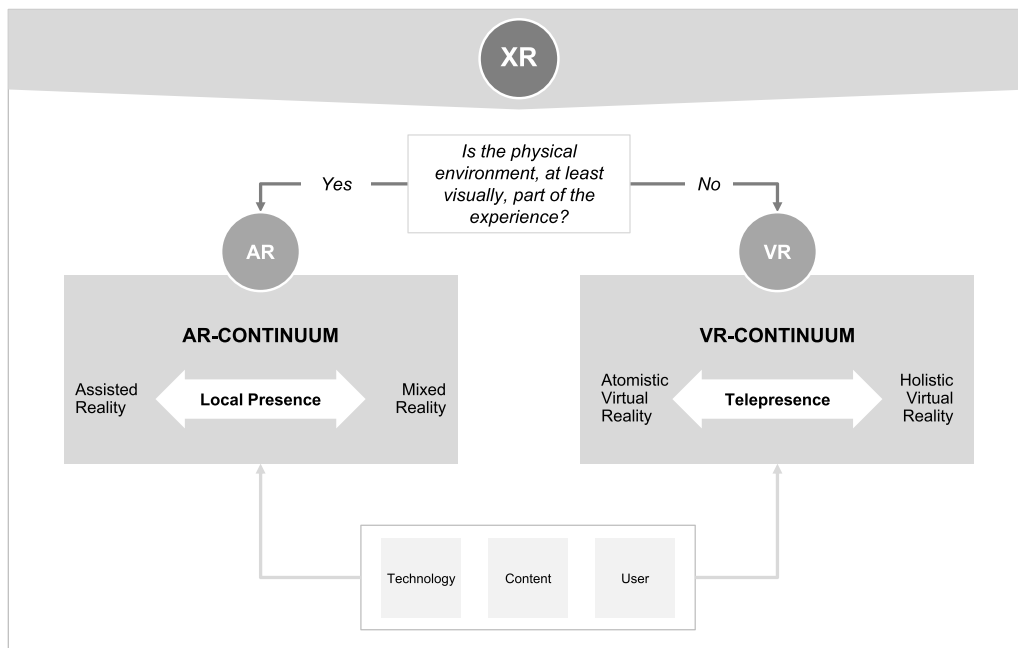 XR
Is the physical
environment, at least
visually, part of the
experience?
Yes
No
AR
VR
AR-CONTINUUM
Assisted
Reality
Local Presence
Mixed
Reality
VR-CONTINUUM
Atomistic
Virtual
Reality
Telepresence
Holistic
Virtual
Reality
Technology
Content
User